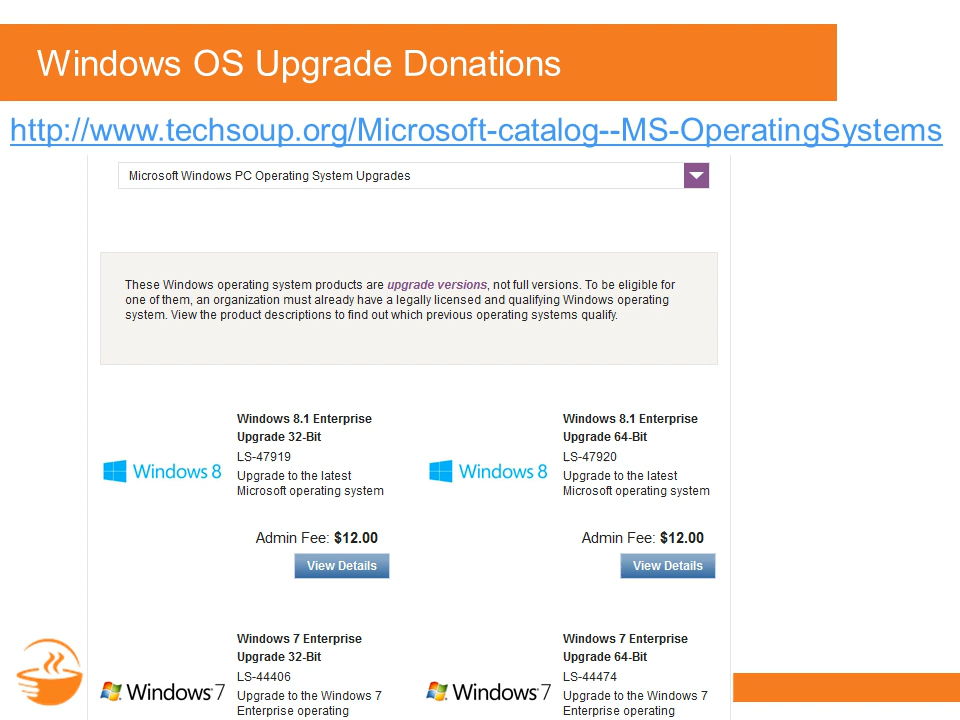 Windows OS Upgrade Donations
http://www.techsoup.org/Microsoft-catalog--MS-OperatingSystems
Microsoft Windows PC Operating System Upgrades
These Windows operating system products are upgrade versions, not full versions. To be eligible for
one of them, an organization must already have a legally licensed and qualifying Windows operating
system. View the product descriptions to find out which previous operating systems qualify.
Windows 8
Windows 8.1 Enterprise
Upgrade 32-Bit
LS-47919
Upgrade to the latest
Microsoft operating system
Admin Fee: $12.00
View Details
Windows 8
Windows 8.1 Enterprise
Upgrade 64-Bit
LS-47920
Upgrade to the latest
Microsoft operating system
Admin Fee: $12.00
View Details
Windows 7
Windows 7 Enterprise
Upgrade 32-Bit
LS-44406
Upgrade to the Windows 7
Enterprise operating
Windows 7
Windows 7 Enterprise
Upgrade 64-Bit
LS-44474
Upgrade to the Windows 7
Enterprise operating